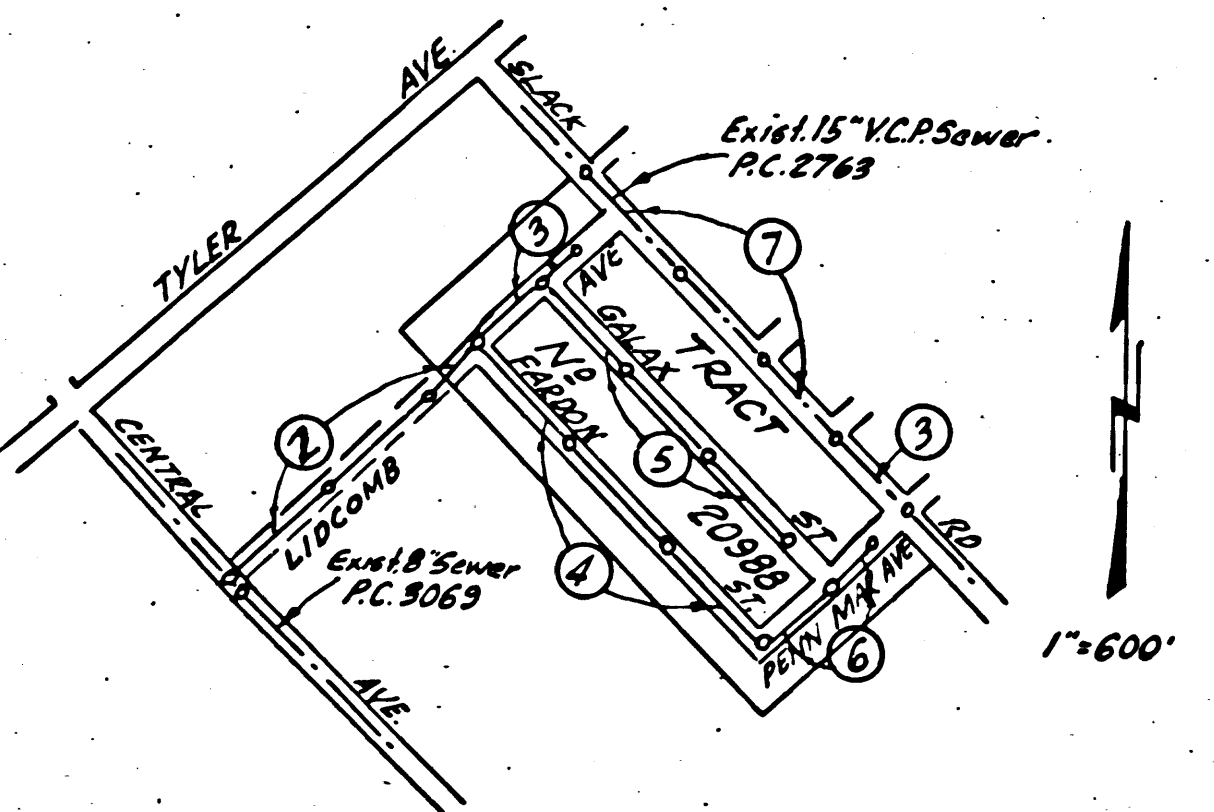 TYLER AVE.
SLACK RD
Exist. 15" V.C.P. Sewer.
P.C. 2763
3
7
AVE
GALAX ST
TRACT
No
FARDON ST.
20988
2
5
3
4
CENTRAL AVE.
LIDCOMB
Exist. 8" Sewer
P.C. 3069
PENN MAR AVE
6
1"=600'